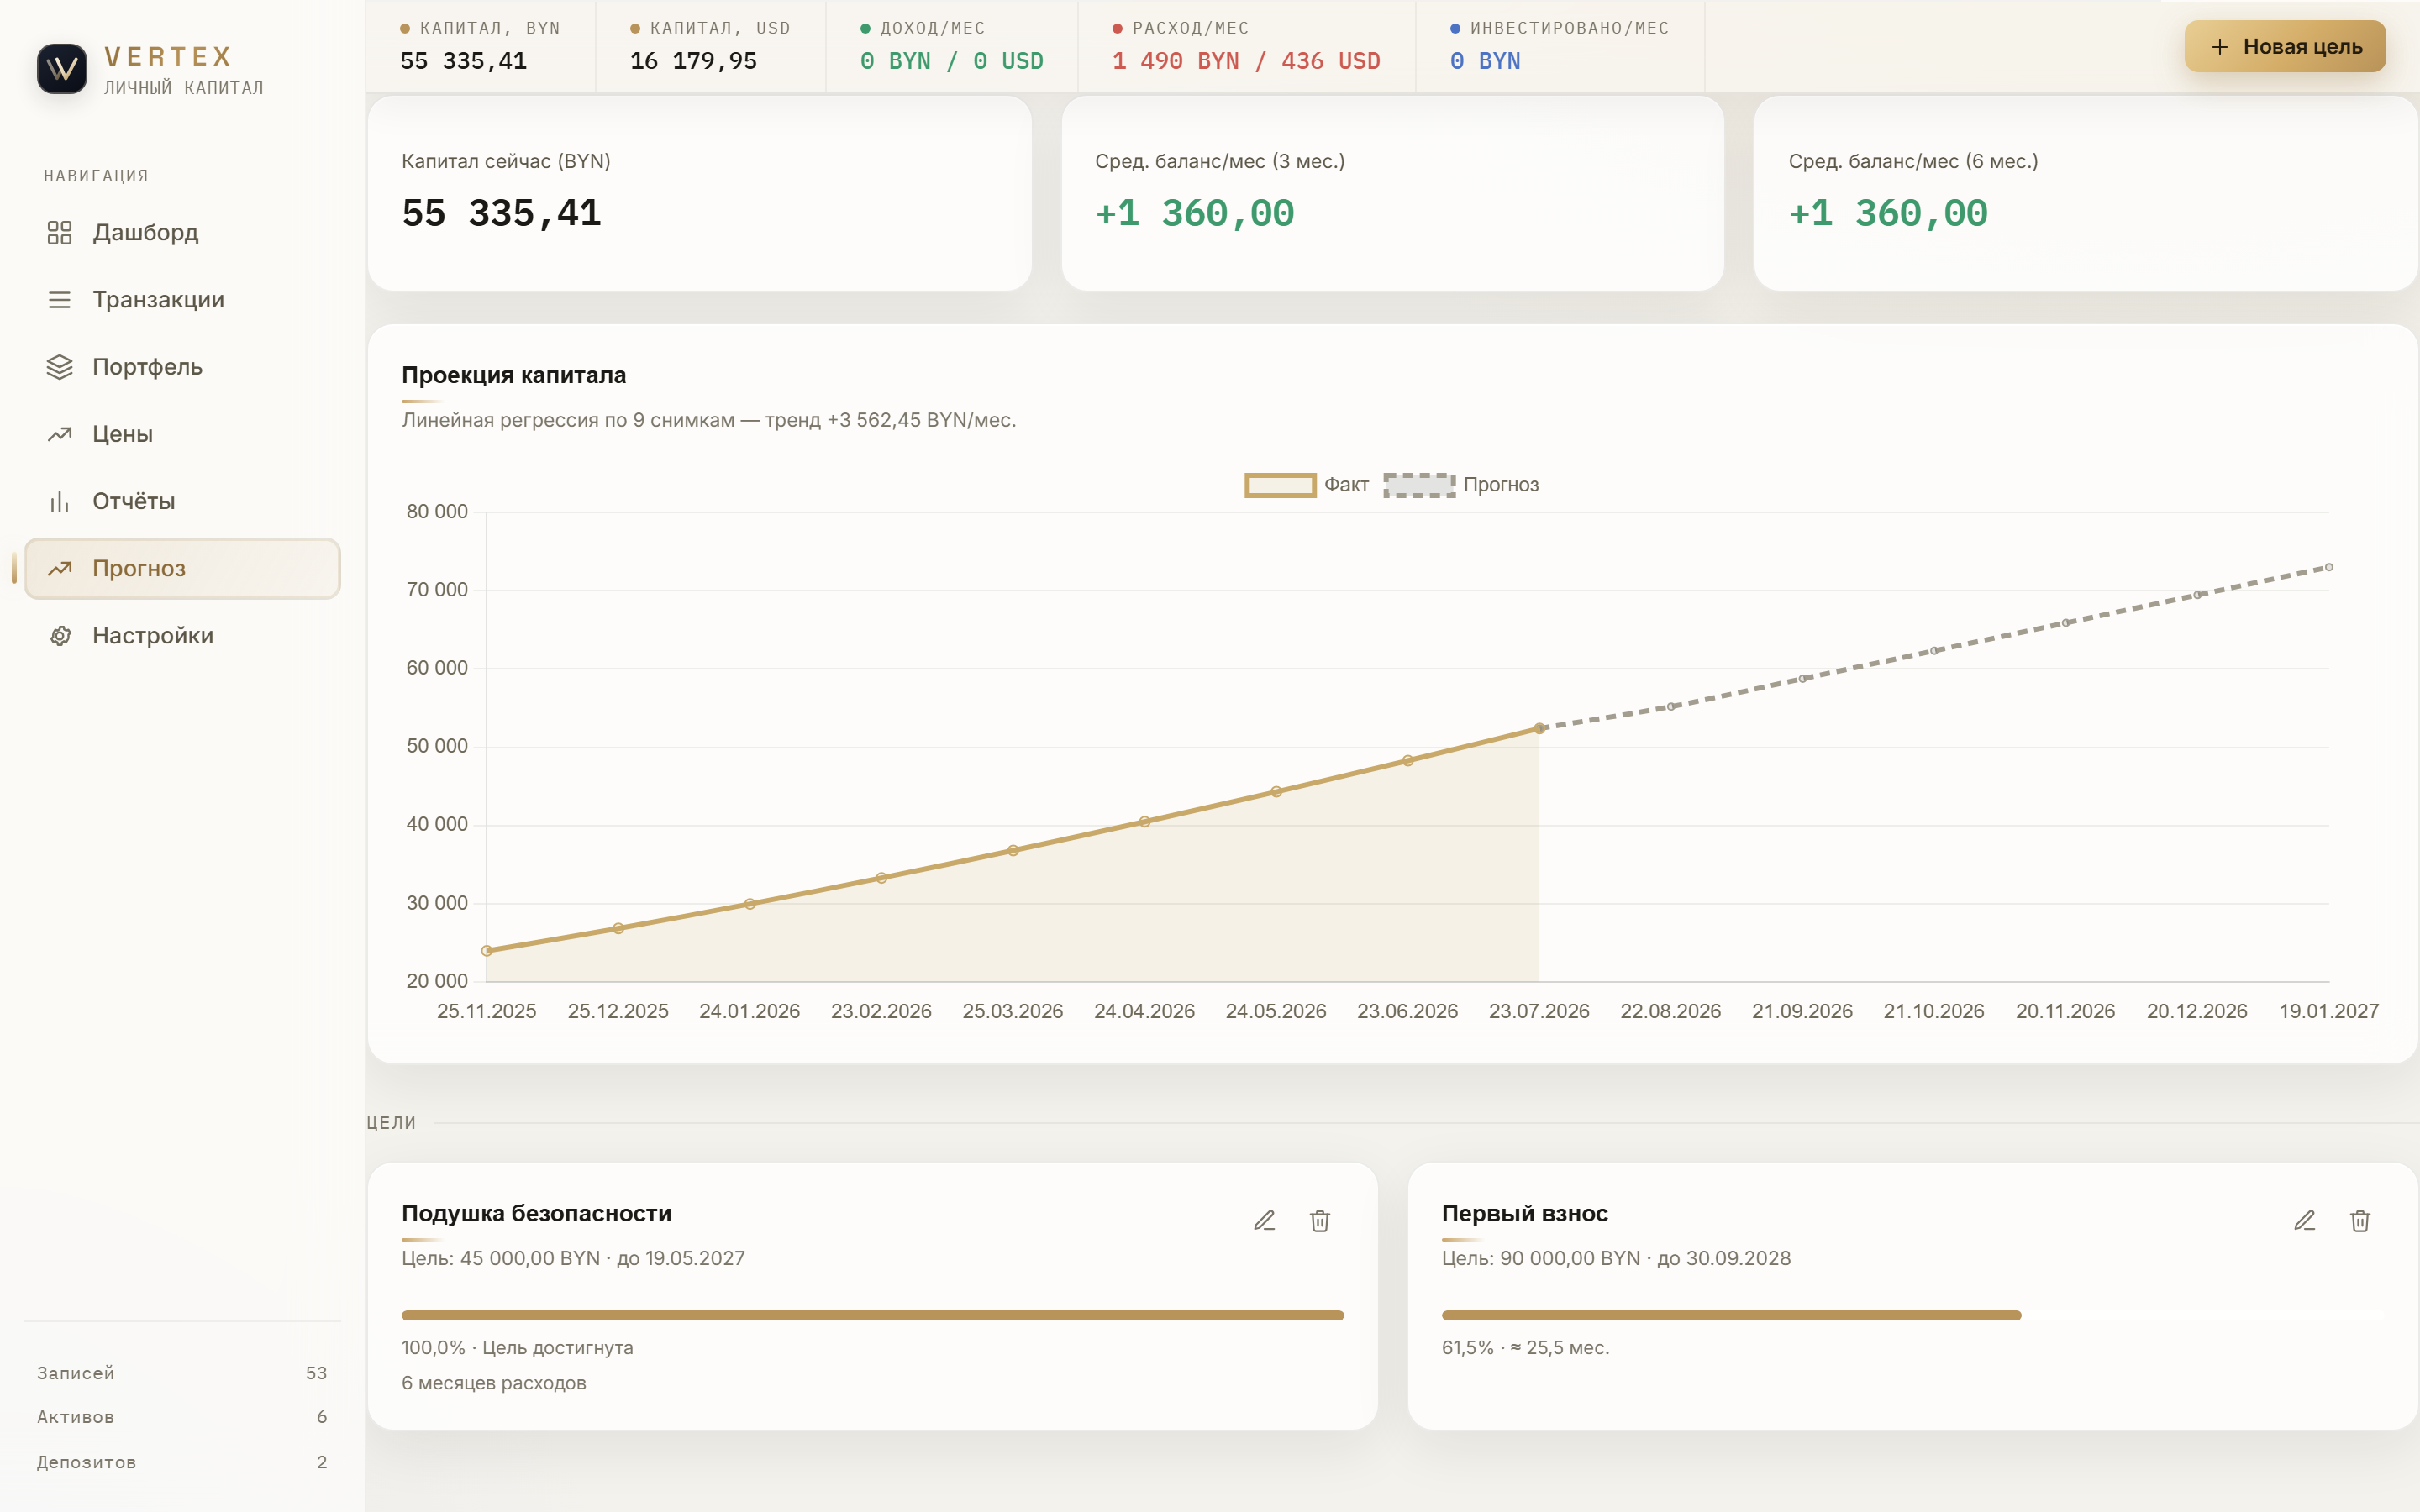 VERTEX
ЛИЧНЫЙ КАПИТАЛ
НАВИГАЦИЯ
Дашборд
Транзакции
Портфель
Цены
Отчёты
Прогноз
Настройки
Записей 53
Активов 6
Депозитов 2
КАПИТАЛ, BYN
55 335,41
КАПИТАЛ, USD
16 179,95
ДОХОД/МЕС
0 BYN / 0 USD
РАСХОД/МЕС
1 490 BYN / 436 USD
ИНВЕСТИРОВАНО/МЕС
0 BYN
+ Новая цель
Капитал сейчас (BYN)
55 335,41
Сред. баланс/мес (3 мес.)
+1 360,00
Сред. баланс/мес (6 мес.)
+1 360,00
Проекция капитала
Линейная регрессия по 9 снимкам — тренд +3 562,45 BYN/мес.
Факт Прогноз
80 000
70 000
60 000
50 000
40 000
30 000
20 000
25.11.2025 25.12.2025 24.01.2026 23.02.2026 25.03.2026 24.04.2026 24.05.2026 23.06.2026 23.07.2026 22.08.2026 21.09.2026 21.10.2026 20.11.2026 20.12.2026 19.01.2027
ЦЕЛИ
Подушка безопасности
Цель: 45 000,00 BYN · до 19.05.2027
100,0% · Цель достигнута
6 месяцев расходов
Первый взнос
Цель: 90 000,00 BYN · до 30.09.2028
61,5% · ≈ 25,5 мес.